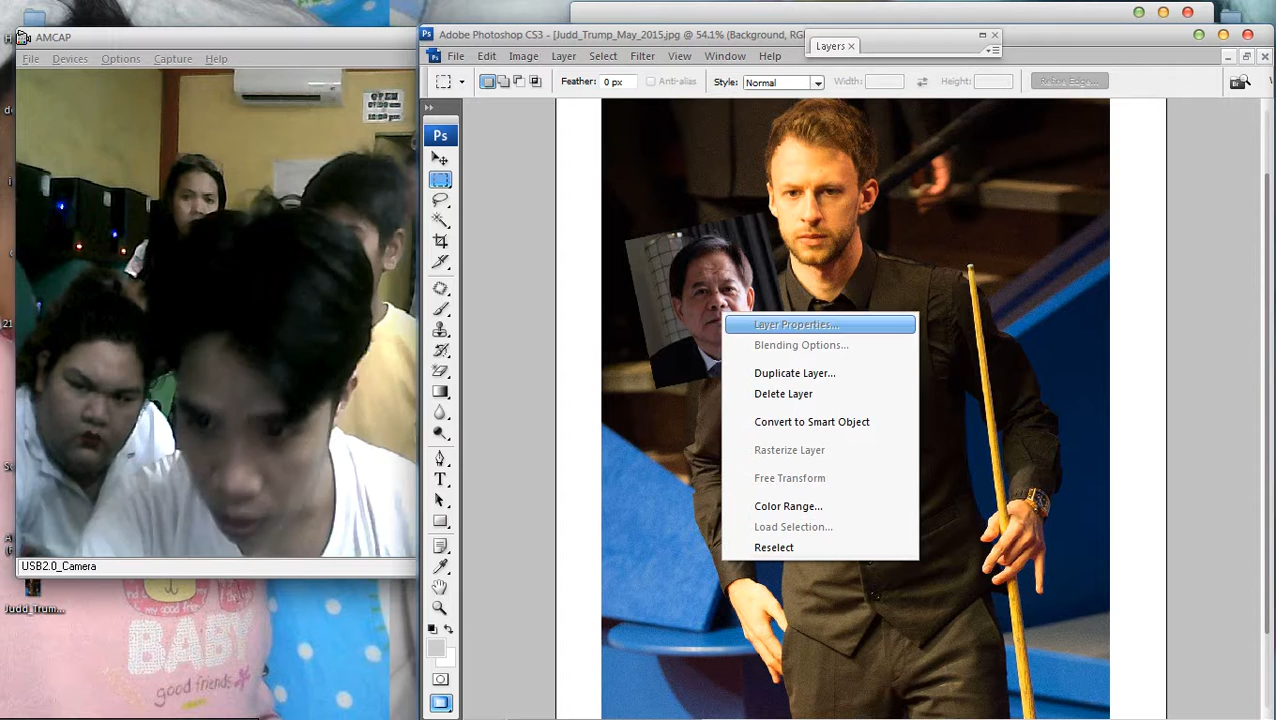 AMCAP
File Devices Options Capture Help
USB2.0_Camera
Judd_Trum...
BABY
good friends
Adobe Photoshop CS3 - [Judd_Trump_May_2015.jpg @ 54.1% (Background, RG
Layers
File Edit Image Layer Select Filter View Window Help
Feather: 0 px Anti-alias Style: Normal Width: Height: Refine Edge...
Ps
Layer Properties...
Blending Options...
Duplicate Layer...
Delete Layer
Convert to Smart Object
Rasterize Layer
Free Transform
Color Range...
Load Selection...
Reselect